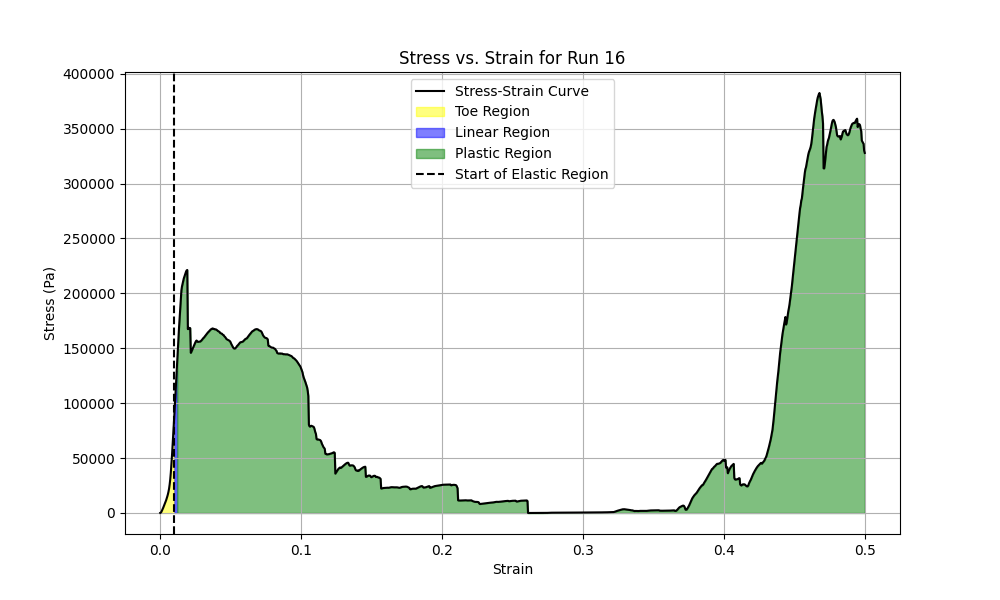 Stress vs. Strain for Run 16
Stress-Strain Curve
Toe Region
Linear Region
Plastic Region
Start of Elastic Region
Stress (Pa)
400000
350000
300000
250000
200000
150000
100000
50000
0
0.0 0.1 0.2 0.3 0.4 0.5
Strain